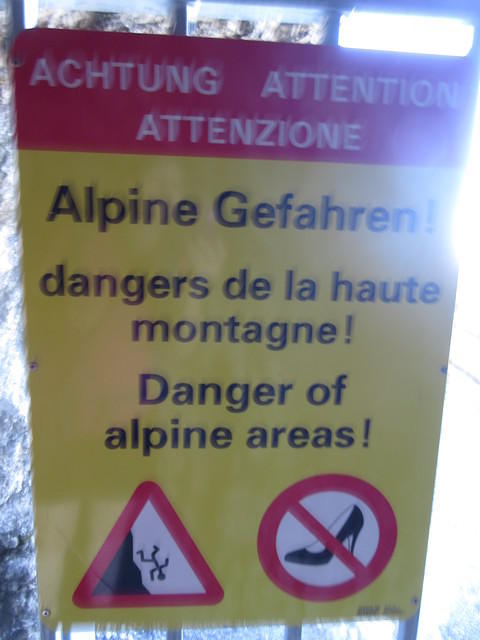 ACHTUNG ATTENTION
ATTENZIONE
Alpine Gefahren!
dangers de la haute
montagne!
Danger of
alpine areas!